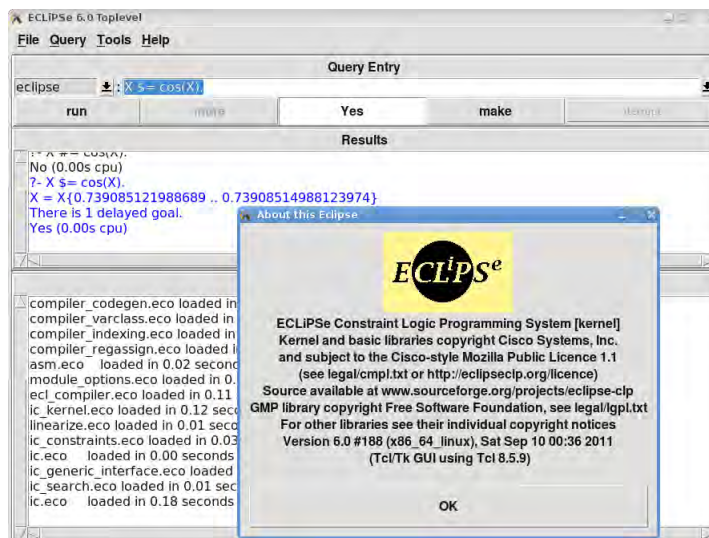 ECLiPSe 6.0 Toplevel
File Query Tools Help
Query Entry
eclipse : X $= cos(X).
run more Yes make
Results
?- X #= cos(X).
No (0.00s cpu)
?- X $= cos(X).
X = X{0.739085121988689 .. 0.73908514988123974}
There is 1 delayed goal.
Yes (0.00s cpu)
compiler_codegen.eco loaded in
compiler_varclass.eco loaded in
compiler_indexing.eco loaded in
compiler_regassign.eco loaded
asm.eco loaded in 0.02 second
module_options.eco loaded in 0.
ecl_compiler.eco loaded in 0.11
ic_kernel.eco loaded in 0.12 sec
linearize.eco loaded in 0.01 seco
ic_constraints.eco loaded in 0.03
ic.eco loaded in 0.00 seconds
ic_generic_interface.eco loaded
ic_search.eco loaded in 0.01 sec
ic.eco loaded in 0.18 seconds
About this Eclipse
ECLiPSe
ECLiPSe Constraint Logic Programming System [kernel]
Kernel and basic libraries copyright Cisco Systems, Inc.
and subject to the Cisco-style Mozilla Public Licence 1.1
(see legal/cmpl.txt or http://eclipseclp.org/licence)
Source available at www.sourceforge.org/projects/eclipse-clp
GMP library copyright Free Software Foundation, see legal/lgpl.txt
For other libraries see their individual copyright notices
Version 6.0 #188 (x86_64_linux), Sat Sep 10 00:36 2011
(Tcl/Tk GUI using Tcl 8.5.9)
OK